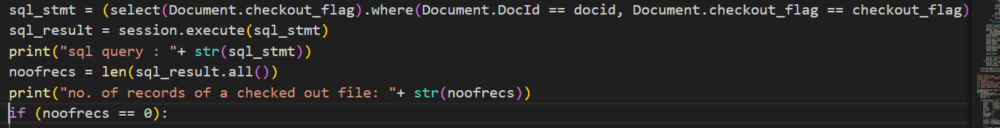 sql_stmt = (select(Document.checkout_flag).where(Document.DocId == docid, Document.checkout_flag == checkout_flag)
sql_result = session.execute(sql_stmt)
print("sql query : "+ str(sql_stmt))
noofrecs = len(sql_result.all())
print("no. of records of a checked out file: "+ str(noofrecs))
if (noofrecs == 0):